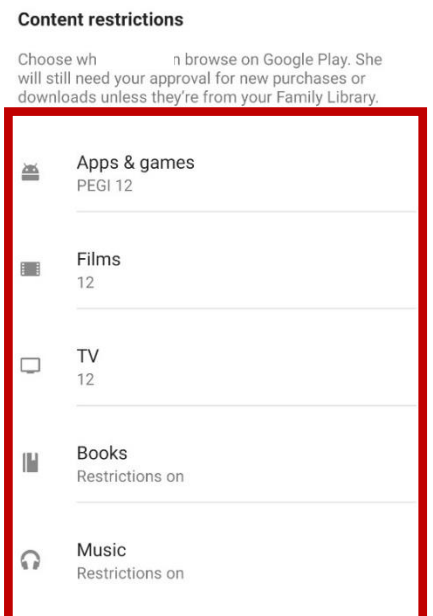 Content restrictions
Choose wh n browse on Google Play. She
will still need your approval for new purchases or
downloads unless they're from your Family Library.
Apps & games
PEGI 12
Films
12
TV
12
Books
Restrictions on
Music
Restrictions on